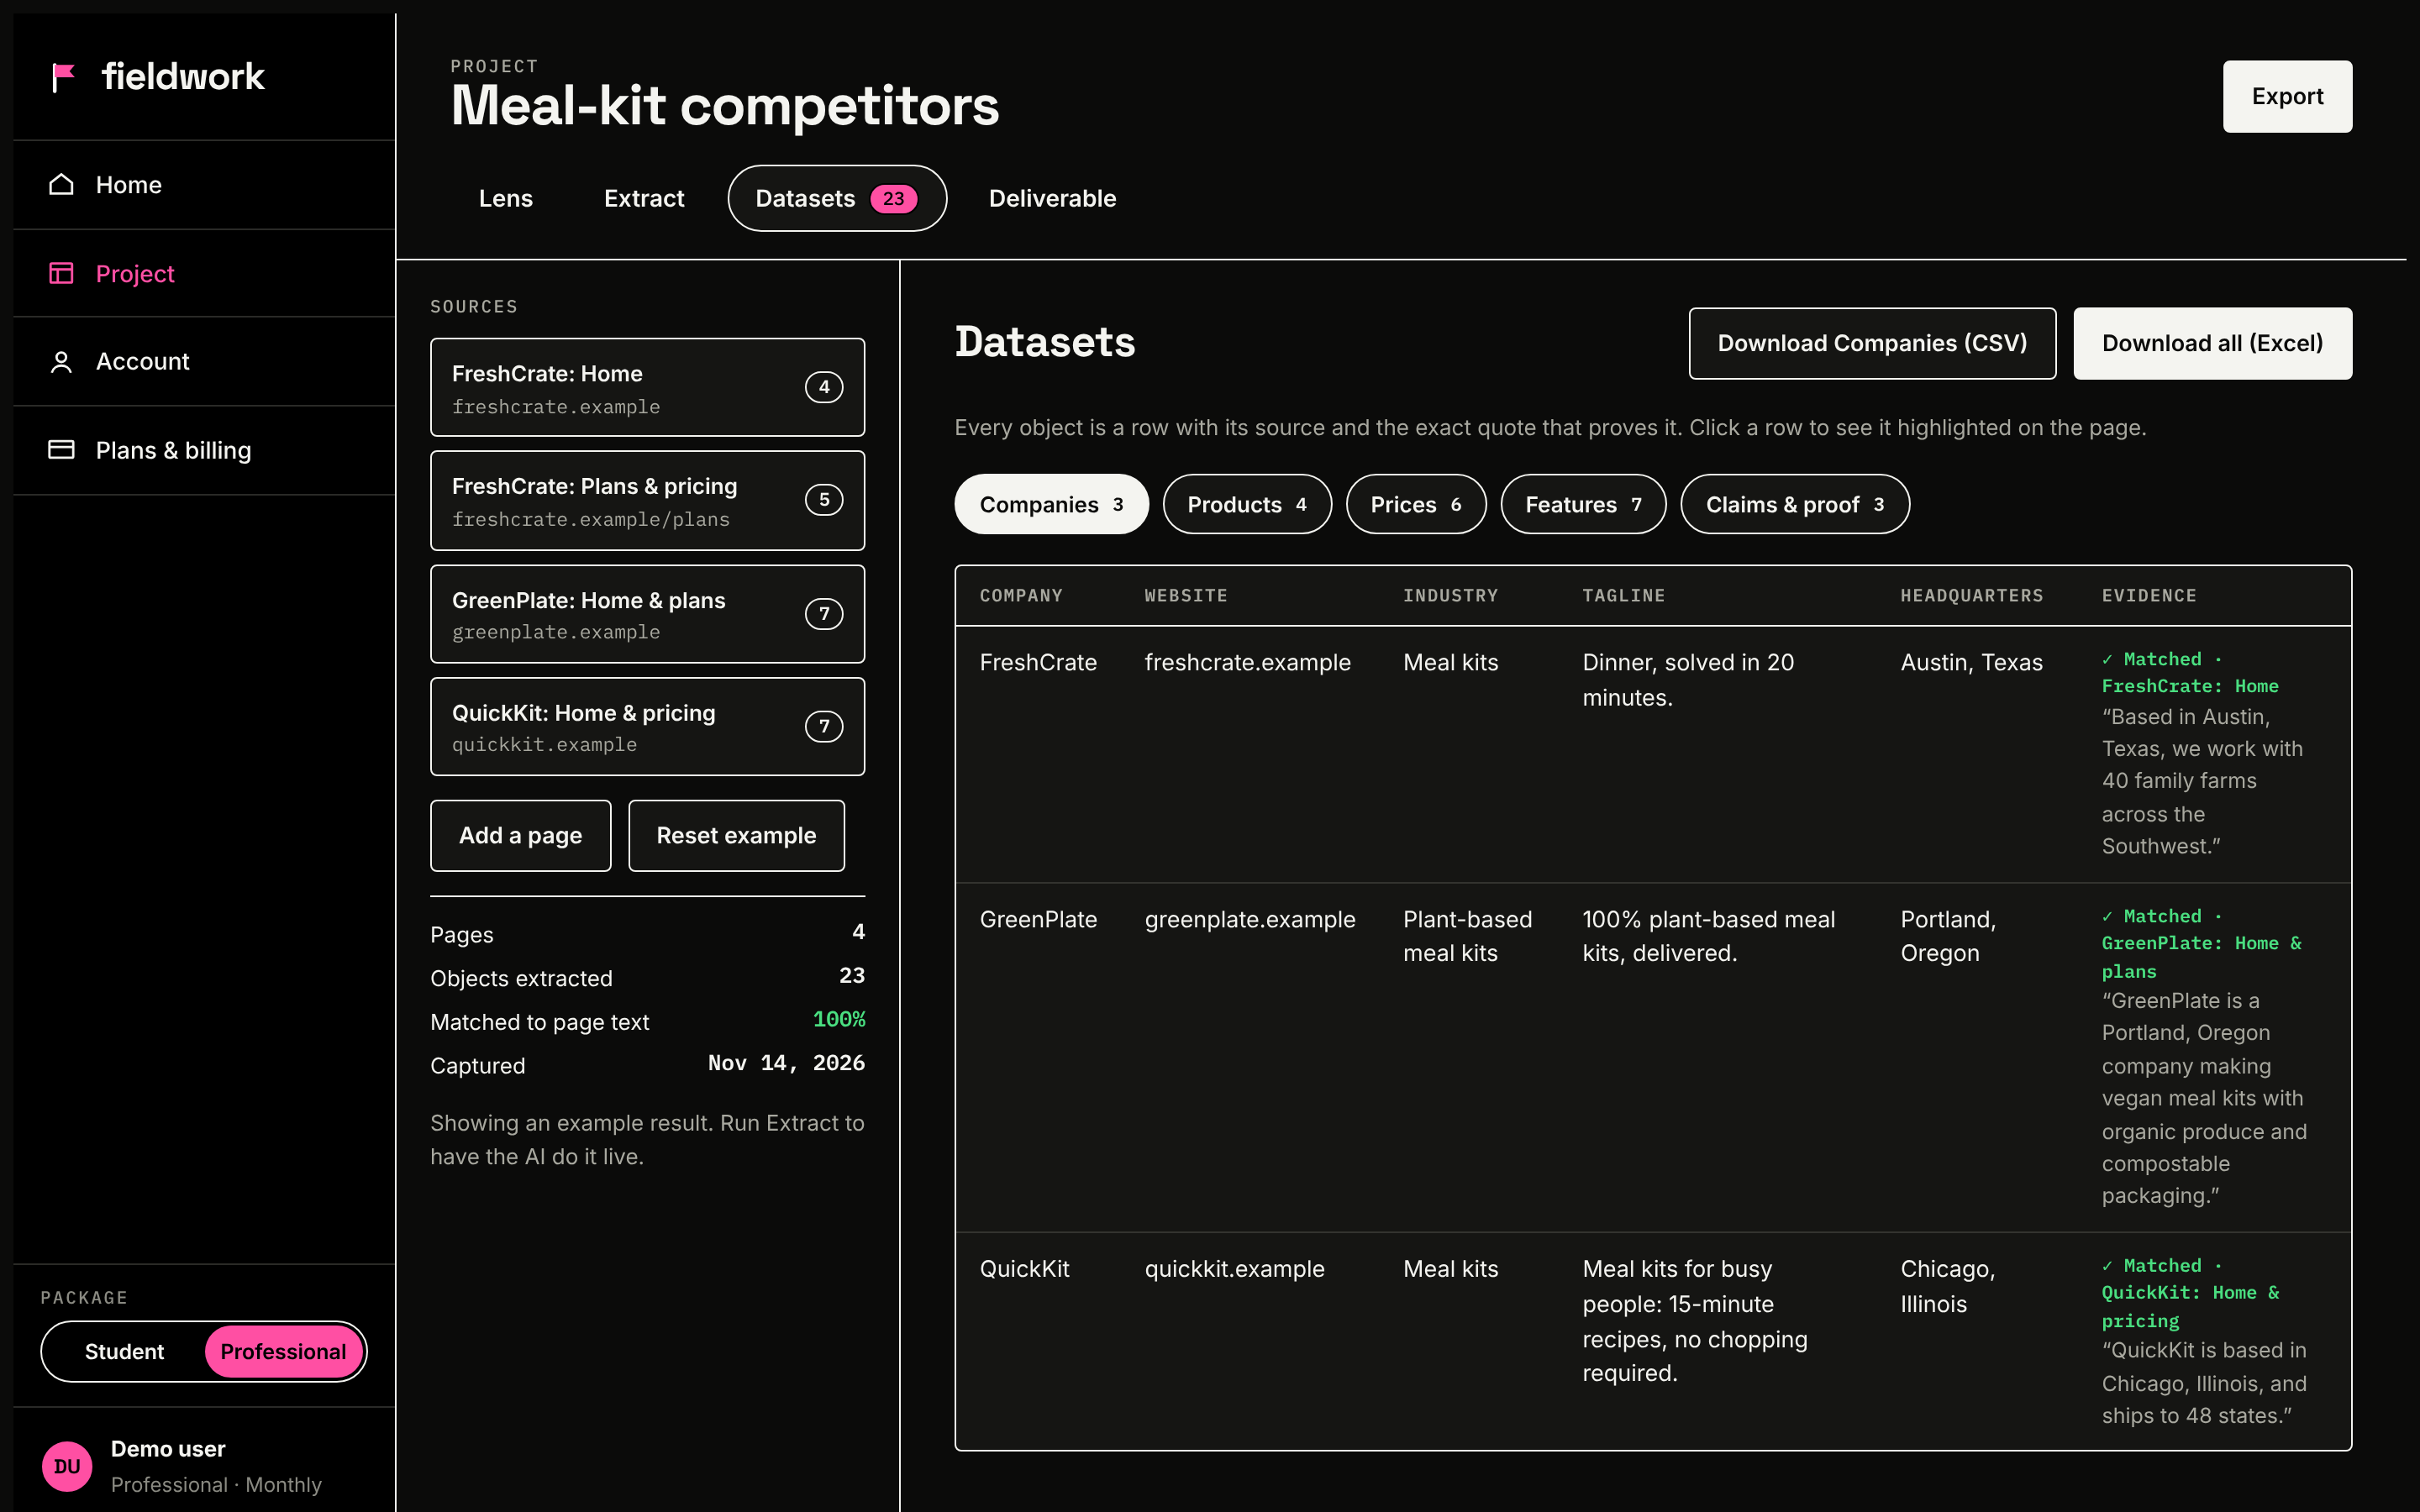 fieldwork
Home
Project
Account
Plans & billing
PACKAGE
Student
Professional
DU
Demo user
Professional · Monthly
PROJECT
Meal-kit competitors
Export
Lens
Extract
Datasets 23
Deliverable
SOURCES
FreshCrate: Home
freshcrate.example
4
FreshCrate: Plans & pricing
freshcrate.example/plans
5
GreenPlate: Home & plans
greenplate.example
7
QuickKit: Home & pricing
quickkit.example
7
Add a page
Reset example
Pages 4
Objects extracted 23
Matched to page text 100%
Captured Nov 14, 2026
Showing an example result. Run Extract to
have the AI do it live.
Datasets
Download Companies (CSV)
Download all (Excel)
Every object is a row with its source and the exact quote that proves it. Click a row to see it highlighted on the page.
Companies 3
Products 4
Prices 6
Features 7
Claims & proof 3
COMPANY WEBSITE INDUSTRY TAGLINE HEADQUARTERS EVIDENCE
FreshCrate
freshcrate.example
Meal kits
Dinner, solved in 20
minutes.
Austin, Texas
✓ Matched ·
FreshCrate: Home
“Based in Austin,
Texas, we work with
40 family farms
across the
Southwest.”
GreenPlate
greenplate.example
Plant-based
meal kits
100% plant-based meal
kits, delivered.
Portland,
Oregon
✓ Matched ·
GreenPlate: Home &
plans
“GreenPlate is a
Portland, Oregon
company making
vegan meal kits with
organic produce and
compostable
packaging.”
QuickKit
quickkit.example
Meal kits
Meal kits for busy
people: 15-minute
recipes, no chopping
required.
Chicago,
Illinois
✓ Matched ·
QuickKit: Home &
pricing
“QuickKit is based in
Chicago, Illinois, and
ships to 48 states.”